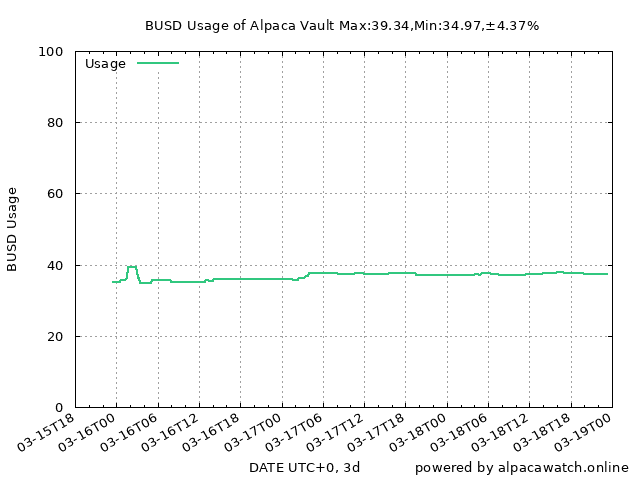 BUSD Usage of Alpaca Vault Max:39.34,Min:34.97,±4.37%
Usage
100
80
60
40
20
0
BUSD Usage
03-15T18
03-16T00
03-16T06
03-16T12
03-16T18
03-17T00
03-17T06
03-17T12
03-17T18
03-18T00
03-18T06
03-18T12
03-18T18
03-19T00
DATE UTC+0, 3d
powered by alpacawatch.online